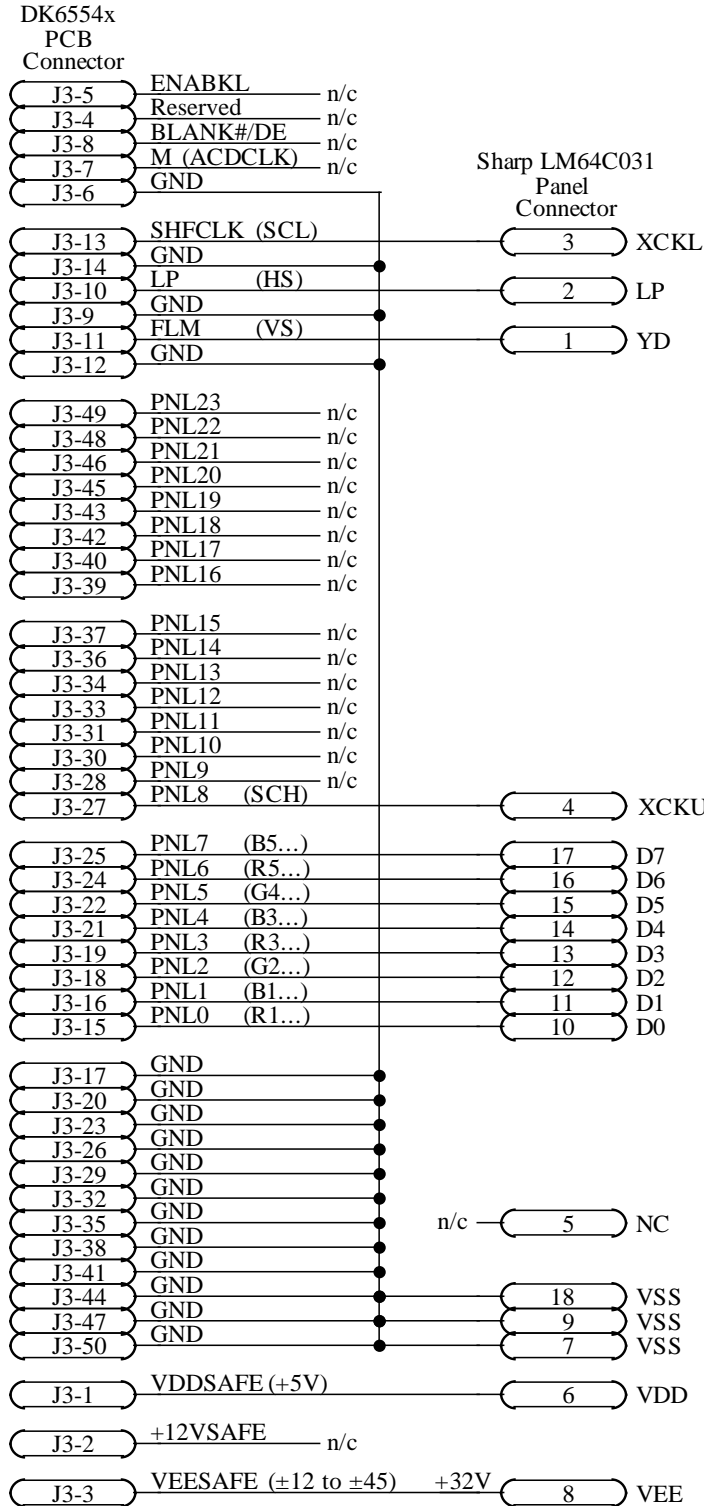 DK6554x
PCB
Connector
J3-5 ENABKL n/c
J3-4 Reserved n/c
J3-8 BLANK#/DE n/c
J3-7 M (ACDCLK) n/c
J3-6 GND
Sharp LM64C031
Panel
Connector
J3-13 SHFCLK (SCL) 3 XCKL
J3-14 GND
J3-10 LP (HS) 2 LP
J3-9 GND
J3-11 FLM (VS) 1 YD
J3-12 GND
J3-49 PNL23 n/c
J3-48 PNL22 n/c
J3-46 PNL21 n/c
J3-45 PNL20 n/c
J3-43 PNL19 n/c
J3-42 PNL18 n/c
J3-40 PNL17 n/c
J3-39 PNL16 n/c
J3-37 PNL15 n/c
J3-36 PNL14 n/c
J3-34 PNL13 n/c
J3-33 PNL12 n/c
J3-31 PNL11 n/c
J3-30 PNL10 n/c
J3-28 PNL9 n/c
J3-27 PNL8 (SCH) 4 XCKU
J3-25 PNL7 (B5...) 17 D7
J3-24 PNL6 (R5...) 16 D6
J3-22 PNL5 (G4...) 15 D5
J3-21 PNL4 (B3...) 14 D4
J3-19 PNL3 (R3...) 13 D3
J3-18 PNL2 (G2...) 12 D2
J3-16 PNL1 (B1...) 11 D1
J3-15 PNL0 (R1...) 10 D0
J3-17 GND
J3-20 GND
J3-23 GND
J3-26 GND
J3-29 GND
J3-32 GND
J3-35 GND n/c 5 NC
J3-38 GND
J3-41 GND
J3-44 GND 18 VSS
J3-47 GND 9 VSS
J3-50 GND 7 VSS
J3-1 VDDSAFE (+5V) 6 VDD
J3-2 +12VSAFE n/c
J3-3 VEESAFE (±12 to ±45) +32V 8 VEE